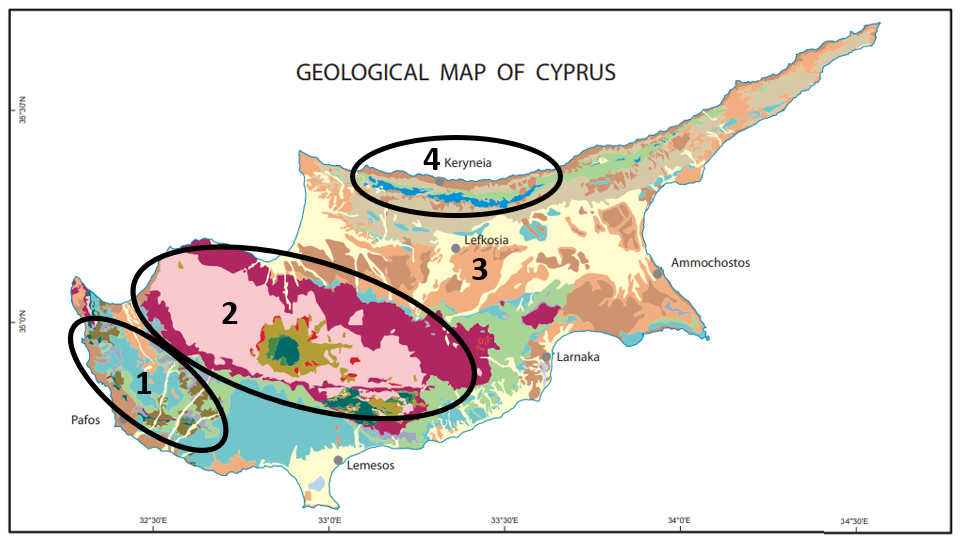 GEOLOGICAL MAP OF CYPRUS
35°30'N
4
Keryneia
Lefkosia
3
Ammochostos
2
35°0'N
1
Larnaka
Pafos
Lemesos
32°30'E
33°0'E
33°30'E
34°0'E
34°30'E